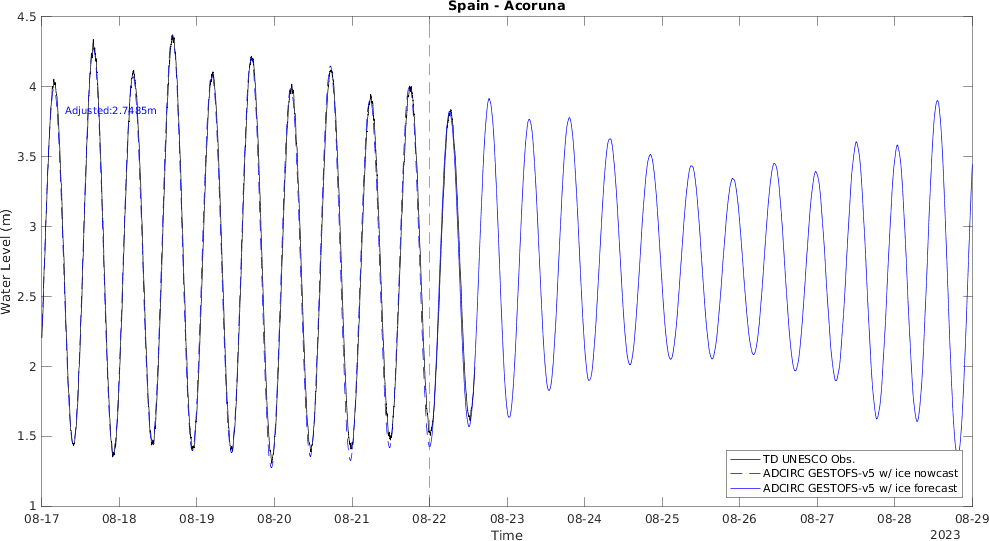 Spain - Acoruna
4.5
4
3.5
3
2.5
2
1.5
1
Water Level (m)
Adjusted:2.7485m
TD UNESCO Obs.
ADCIRC GESTOFS-v5 w/ ice nowcast
ADCIRC GESTOFS-v5 w/ ice forecast
08-17 08-18 08-19 08-20 08-21 08-22 08-23 08-24 08-25 08-26 08-27 08-28 08-29
Time
2023